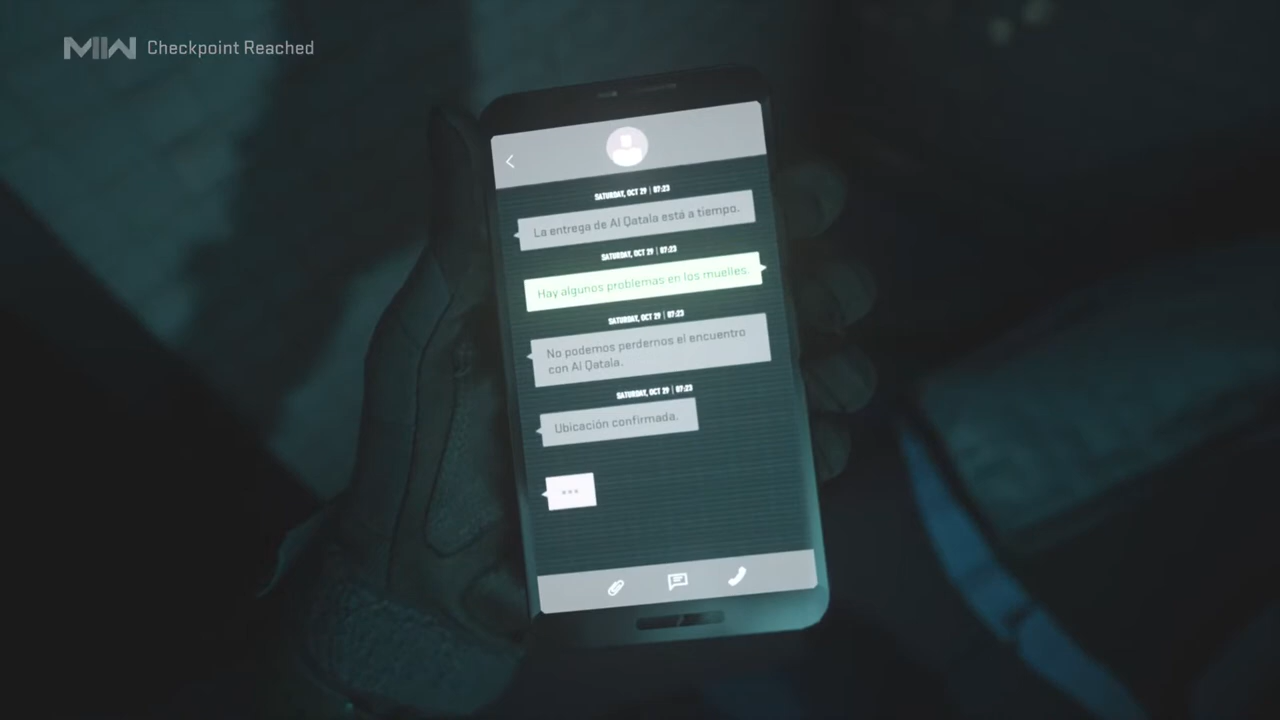 MW Checkpoint Reached
SATURDAY, OCT 29 | 07:23
La entrega de Al Qatala está a tiempo.
SATURDAY, OCT 29 | 07:23
Hay algunos problemas en los muelles.
SATURDAY, OCT 29 | 07:23
No podemos perdernos el encuentro
con Al Qatala.
SATURDAY, OCT 29 | 07:23
Ubicación confirmada.